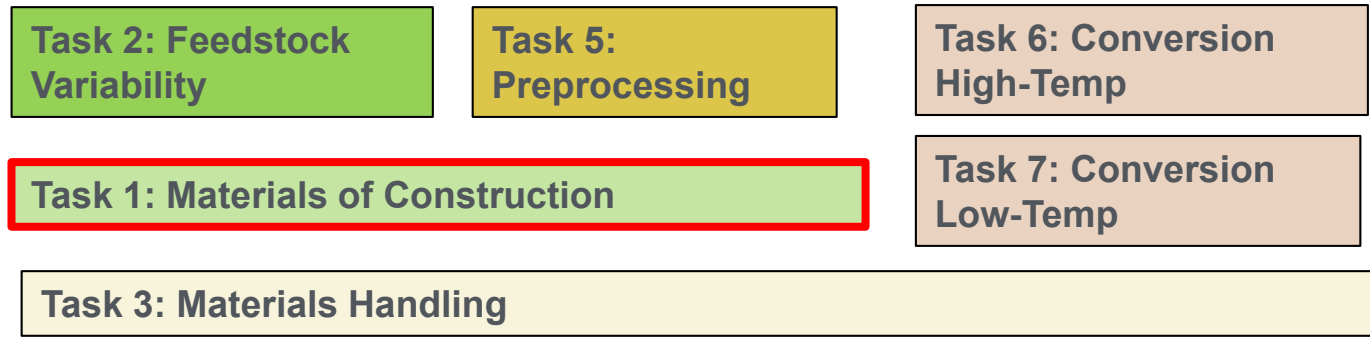 Task 2: Feedstock
Variability
Task 5:
Preprocessing
Task 6: Conversion
High-Temp
Task 1: Materials of Construction
Task 7: Conversion
Low-Temp
Task 3: Materials Handling